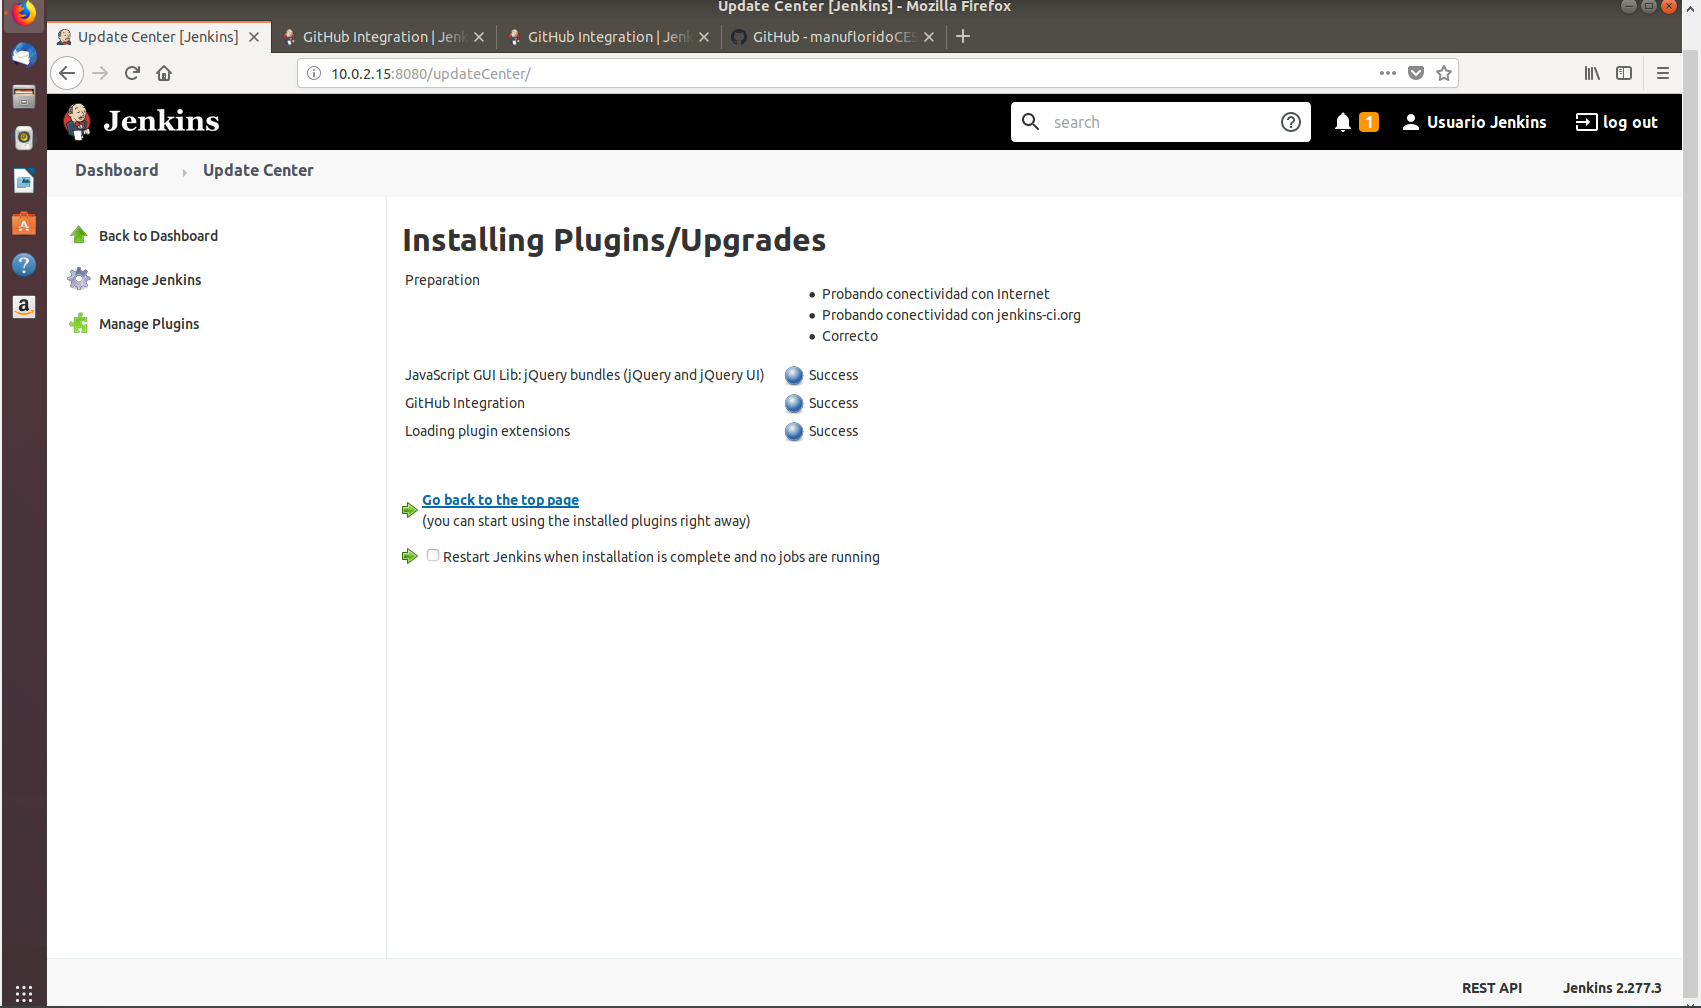 Update Center [Jenkins] - Mozilla Firefox
Update Center [Jenkins]
GitHub Integration | Jenk
GitHub Integration | Jenk
GitHub - manufloridoCES
10.0.2.15:8080/updateCenter/
Jenkins
search
1
Usuario Jenkins
log out
Dashboard
Update Center
Back to Dashboard
Manage Jenkins
Manage Plugins
Installing Plugins/Upgrades
Preparation
Probando conectividad con Internet
Probando conectividad con jenkins-ci.org
Correcto
JavaScript GUI Lib: jQuery bundles (jQuery and jQuery UI) Success
GitHub Integration Success
Loading plugin extensions Success
Go back to the top page
(you can start using the installed plugins right away)
Restart Jenkins when installation is complete and no jobs are running
REST API
Jenkins 2.277.3